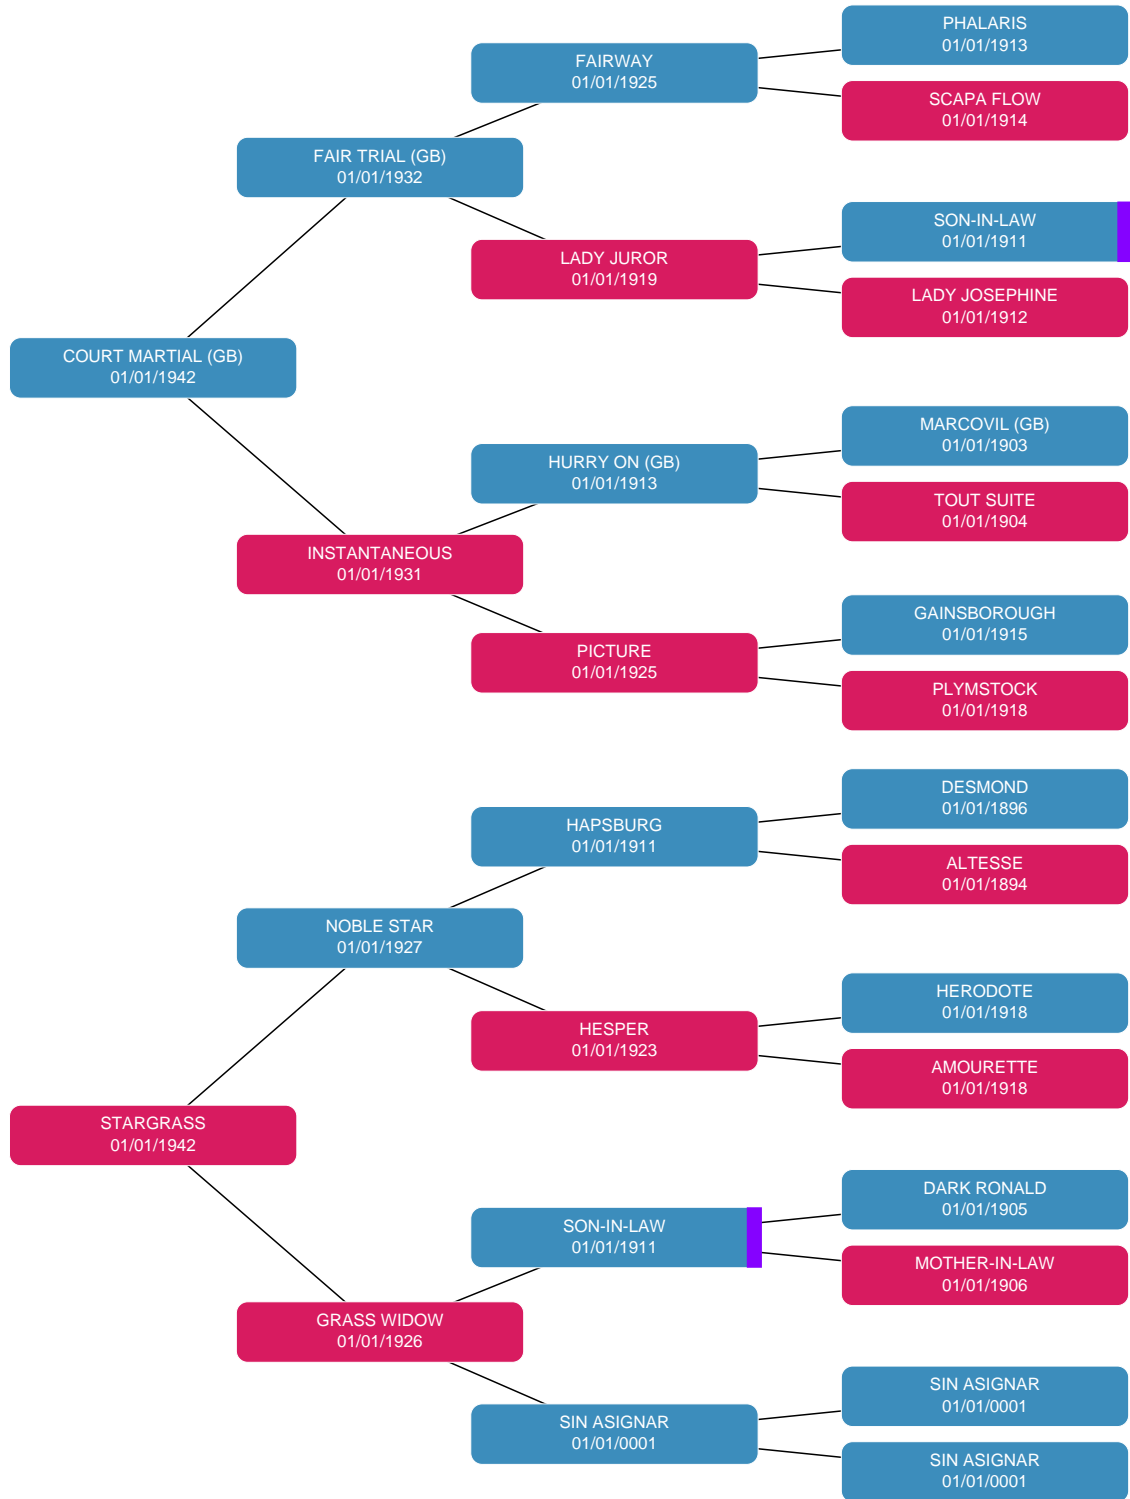 PHALARIS
01/01/1913
FAIRWAY
01/01/1925
SCAPA FLOW
01/01/1914
FAIR TRIAL (GB)
01/01/1932
SON-IN-LAW
01/01/1911
LADY JUROR
01/01/1919
LADY JOSEPHINE
01/01/1912
COURT MARTIAL (GB)
01/01/1942
MARCOVIL (GB)
01/01/1903
HURRY ON (GB)
01/01/1913
TOUT SUITE
01/01/1904
INSTANTANEOUS
01/01/1931
GAINSBOROUGH
01/01/1915
PICTURE
01/01/1925
PLYMSTOCK
01/01/1918
DESMOND
01/01/1896
HAPSBURG
01/01/1911
ALTESSE
01/01/1894
NOBLE STAR
01/01/1927
HERODOTE
01/01/1918
HESPER
01/01/1923
AMOURETTE
01/01/1918
STARGRASS
01/01/1942
DARK RONALD
01/01/1905
SON-IN-LAW
01/01/1911
MOTHER-IN-LAW
01/01/1906
GRASS WIDOW
01/01/1926
SIN ASIGNAR
01/01/0001
SIN ASIGNAR
01/01/0001
SIN ASIGNAR
01/01/0001